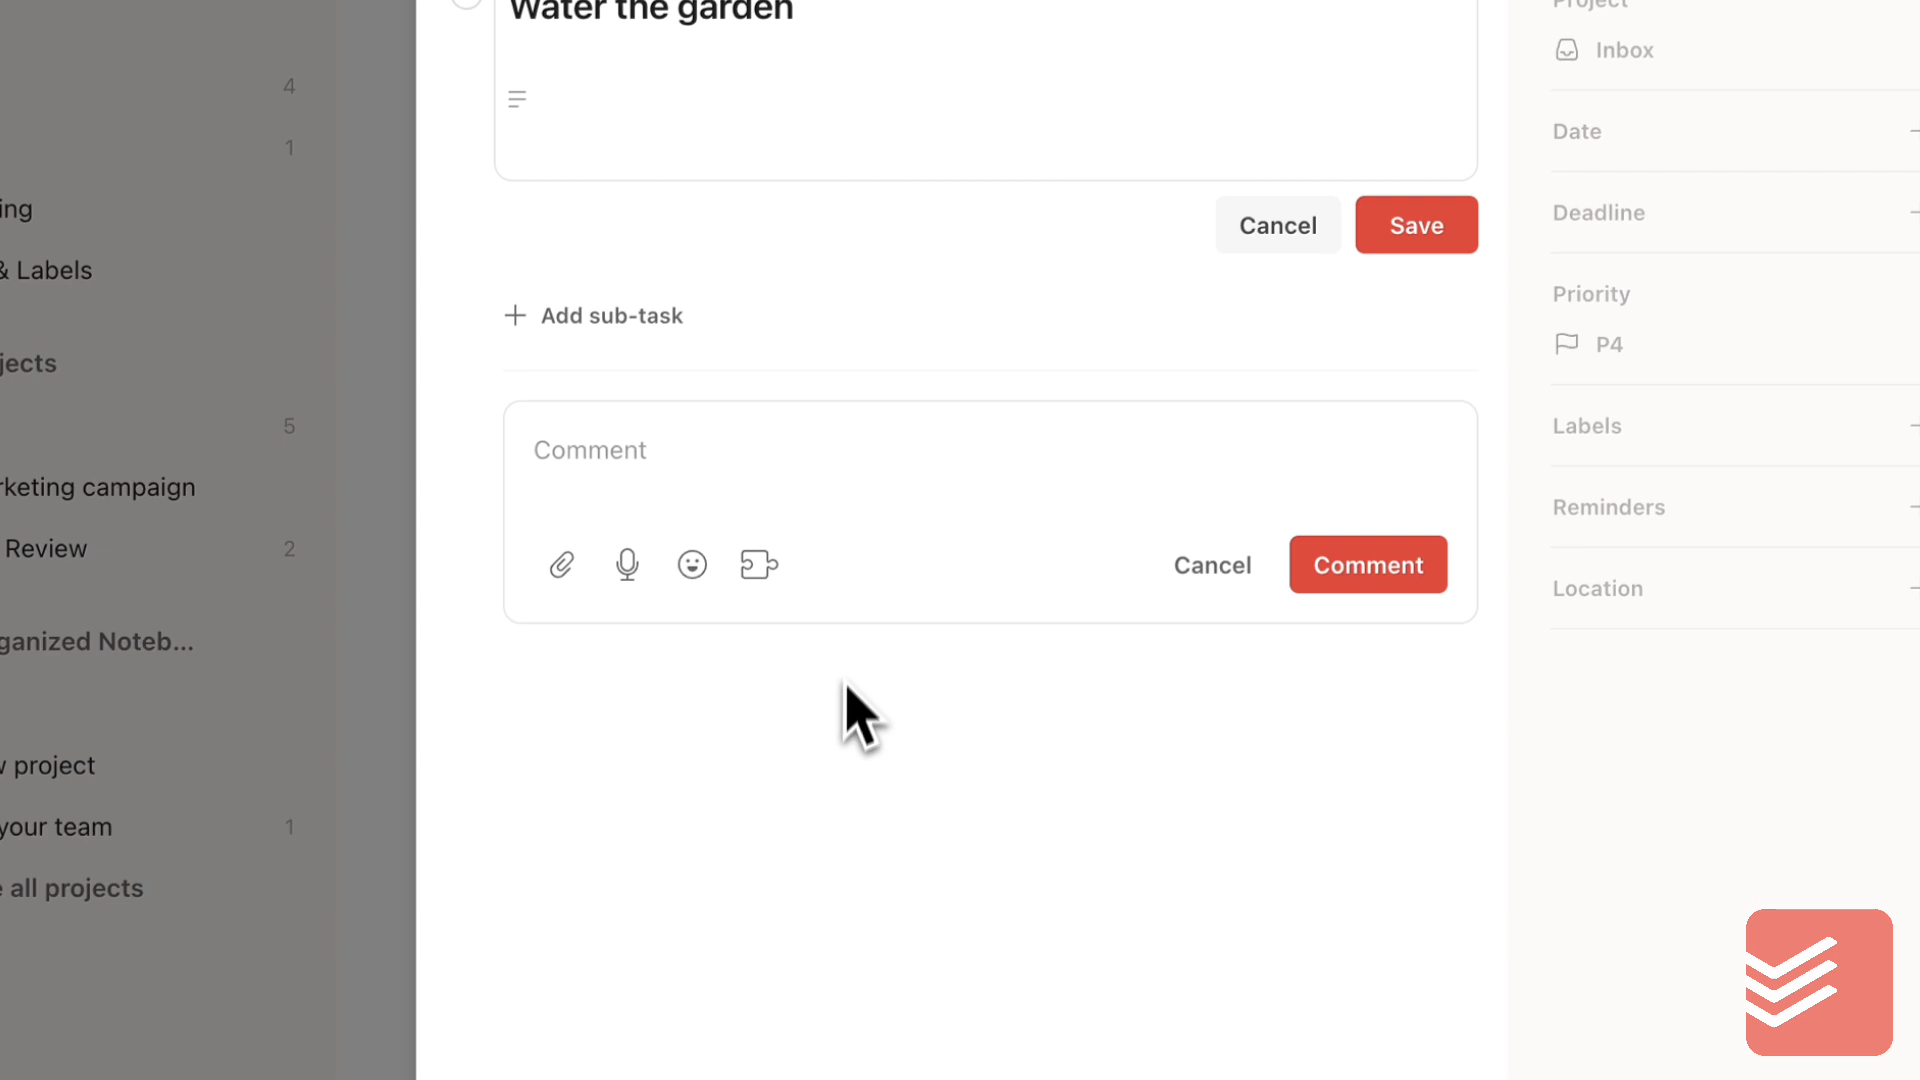 4
1
ing
& Labels
jects
5
rketing campaign
Review
2
ganized Noteb...
project
your team
1
all projects
Water the garden
Cancel
Save
Add sub-task
Comment
Cancel
Comment
Project
Inbox
Date
Deadline
Priority
P4
Labels
Reminders
Location